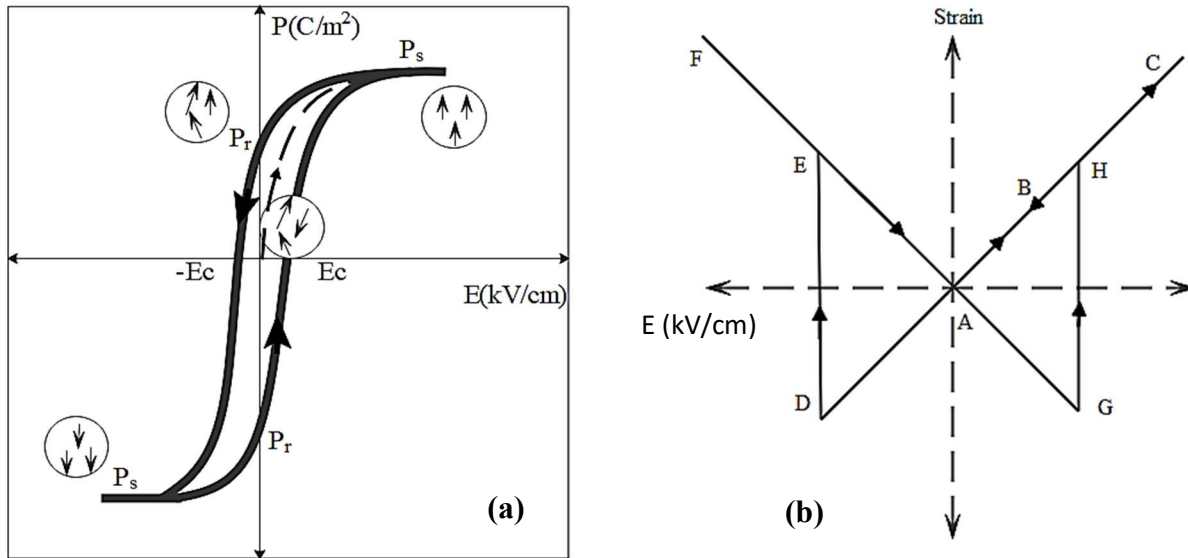 P(C/m²)
Pₛ
Pᵣ
-Ec
Ec
E(kV/cm)
Pᵣ
Pₛ
(a)
Strain
F
C
E
B
H
E (kV/cm)
A
D
G
(b)